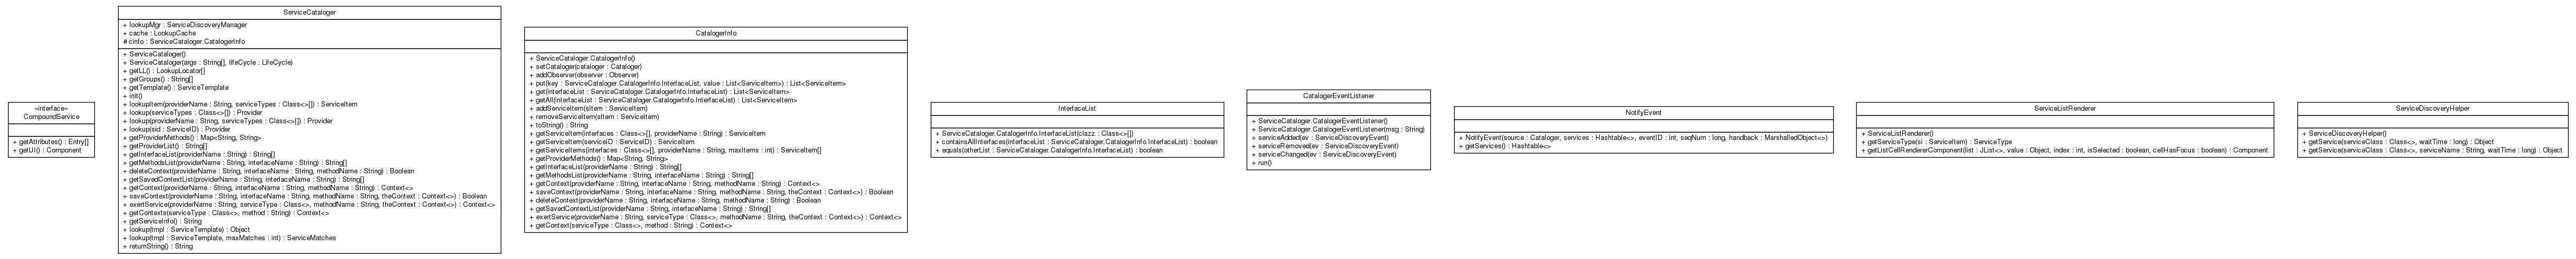 «interface»
CompoundService
+ getAttributes() : Entry[]
+ getUI() : Component
ServiceCataloger
+ lookupMgr : ServiceDiscoveryManager
+ cache : LookupCache
# cinfo : ServiceCataloger.CatalogerInfo
+ ServiceCataloger()
+ ServiceCataloger(args : String[], lifeCycle : LifeCycle)
+ getLL() : LookupLocator[]
+ getGroups() : String[]
+ getTemplate() : ServiceTemplate
+ init()
+ lookupItem(providerName : String, serviceTypes : Class<>[]) : ServiceItem
+ lookup(serviceTypes : Class<>[]) : Provider
+ lookup(providerName : String, serviceTypes : Class<>[]) : Provider
+ lookup(sid : ServiceID) : Provider
+ getProviderMethods() : Map<String, String>
+ getProviderList() : String[]
+ getInterfaceList(providerName : String) : String[]
+ getMethodsList(providerName : String, interfaceName : String) : String[]
+ deleteContext(providerName : String, interfaceName : String, methodName : String) : Boolean
+ getSavedContextList(providerName : String, interfaceName : String) : String[]
+ getContext(providerName : String, interfaceName : String, methodName : String) : Context<>
+ saveContext(providerName : String, interfaceName : String, methodName : String, theContext : Context<>) : Boolean
+ exertService(providerName : String, serviceType : Class<>, methodName : String, theContext : Context<>) : Context<>
+ getContexts(serviceType : Class<>, method : String) : Context<>
+ getServiceInfo() : String
+ lookup(tmpl : ServiceTemplate) : Object
+ lookup(tmpl : ServiceTemplate, maxMatches : int) : ServiceMatches
+ returnString() : String
CatalogerInfo
+ ServiceCataloger.CatalogerInfo()
+ setCataloger(cataloger : Cataloger)
+ addObserver(observer : Observer)
+ put(key : ServiceCataloger.CatalogerInfo.InterfaceList, value : List<ServiceItem>) : List<ServiceItem>
+ get(interfaceList : ServiceCataloger.CatalogerInfo.InterfaceList) : List<ServiceItem>
+ getAll(interfaceList : ServiceCataloger.CatalogerInfo.InterfaceList) : List<ServiceItem>
+ addServiceItem(sItem : ServiceItem)
+ removeServiceItem(sItem : ServiceItem)
+ toString() : String
+ getServiceItem(interfaces : Class<>[], providerName : String) : ServiceItem
+ getServiceItem(serviceID : ServiceID) : ServiceItem
+ getServiceItems(interfaces : Class<>[], providerName : String, maxItems : int) : ServiceItem[]
+ getProviderMethods() : Map<String, String>
+ getInterfaceList(providerName : String) : String[]
+ getMethodsList(providerName : String, interfaceName : String) : String[]
+ getContext(providerName : String, interfaceName : String, methodName : String) : Context<>
+ saveContext(providerName : String, interfaceName : String, methodName : String, theContext : Context<>) : Boolean
+ deleteContext(providerName : String, interfaceName : String, methodName : String) : Boolean
+ getSavedContextList(providerName : String, interfaceName : String) : String[]
+ exertService(providerName : String, serviceType : Class<>, methodName : String, theContext : Context<>) : Context<>
+ getContext(serviceType : Class<>, method : String) : Context<>
InterfaceList
+ ServiceCataloger.CatalogerInfo.InterfaceList(clazz : Class<>[])
+ containsAllInterfaces(interfaceList : ServiceCataloger.CatalogerInfo.InterfaceList) : boolean
+ equals(otherList : ServiceCataloger.CatalogerInfo.InterfaceList) : boolean
CatalogerEventListener
+ ServiceCataloger.CatalogerEventListener()
+ ServiceCataloger.CatalogerEventListener(msg : String)
+ serviceAdded(ev : ServiceDiscoveryEvent)
+ serviceRemoved(ev : ServiceDiscoveryEvent)
+ serviceChanged(ev : ServiceDiscoveryEvent)
+ run()
NotifyEvent
+ NotifyEvent(source : Cataloger, services : Hashtable<>, eventID : int, seqNum : long, handback : MarshalledObject<>)
+ getServices() : Hashtable<>
ServiceListRenderer
+ ServiceListRenderer()
+ getServiceType(si : ServiceItem) : ServiceType
+ getListCellRendererComponent(list : JList<>, value : Object, index : int, isSelected : boolean, cellHasFocus : boolean) : Component
ServiceDiscoveryHelper
+ ServiceDiscoveryHelper()
+ getService(serviceClass : Class<>, waitTime : long) : Object
+ getService(serviceClass : Class<>, serviceName : String, waitTime : long) : Object